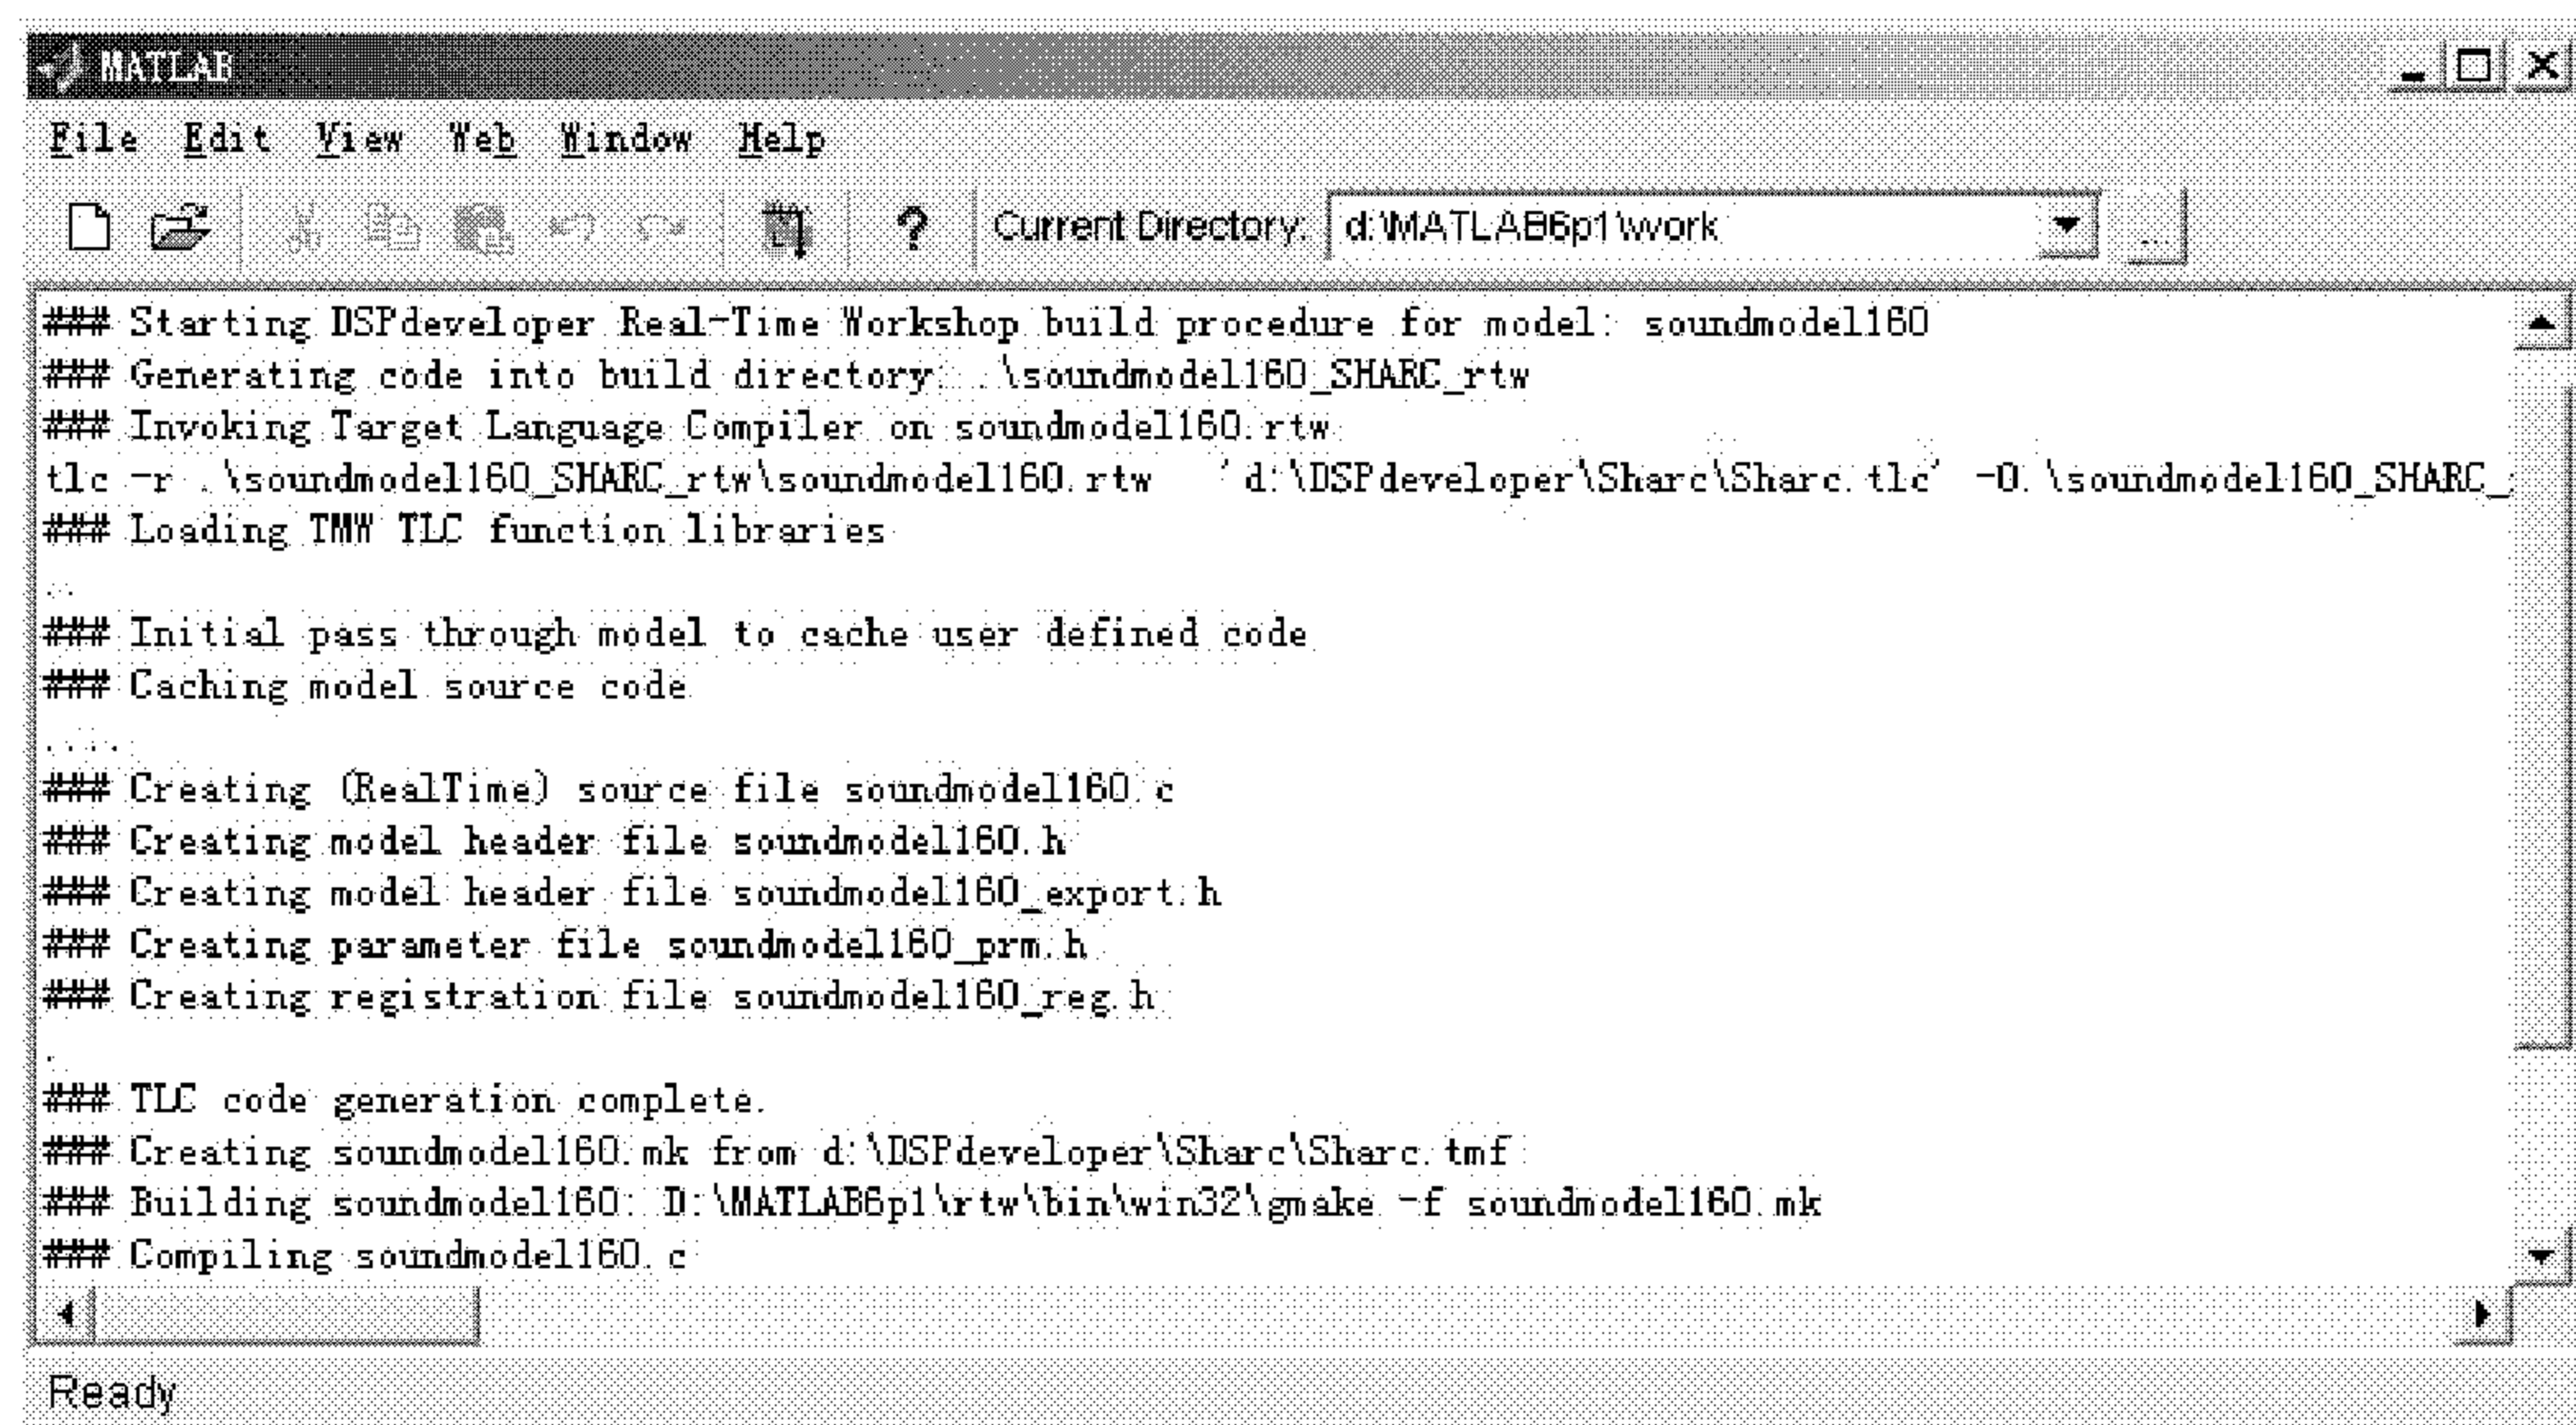 MATLAB
File Edit View Web Window Help
Current Directory: d:\MATLAB6p1\work ...
### Starting DSPdeveloper Real-Time Workshop build procedure for model: soundmodel160
### Generating code into build directory: .\soundmodel160_SHARC_rtw
### Invoking Target Language Compiler on soundmodel160.rtw
tlc -r .\soundmodel160_SHARC_rtw\soundmodel160.rtw 'd:\DSPdeveloper\Sharc\Sharc.tlc' -O.\soundmodel160_SHARC_
### Loading TMW TLC function libraries
..
### Initial pass through model to cache user defined code
### Caching model source code
....
### Creating (RealTime) source file soundmodel160.c
### Creating model header file soundmodel160.h
### Creating model header file soundmodel160_export.h
### Creating parameter file soundmodel160_prm.h
### Creating registration file soundmodel160_reg.h
.
### TLC code generation complete.
### Creating soundmodel160.mk from d:\DSPdeveloper\Sharc\Sharc.tmf
### Building soundmodel160: D:\MATLAB6p1\rtw\bin\win32\gmake -f soundmodel160.mk
### Compiling soundmodel160.c
Ready